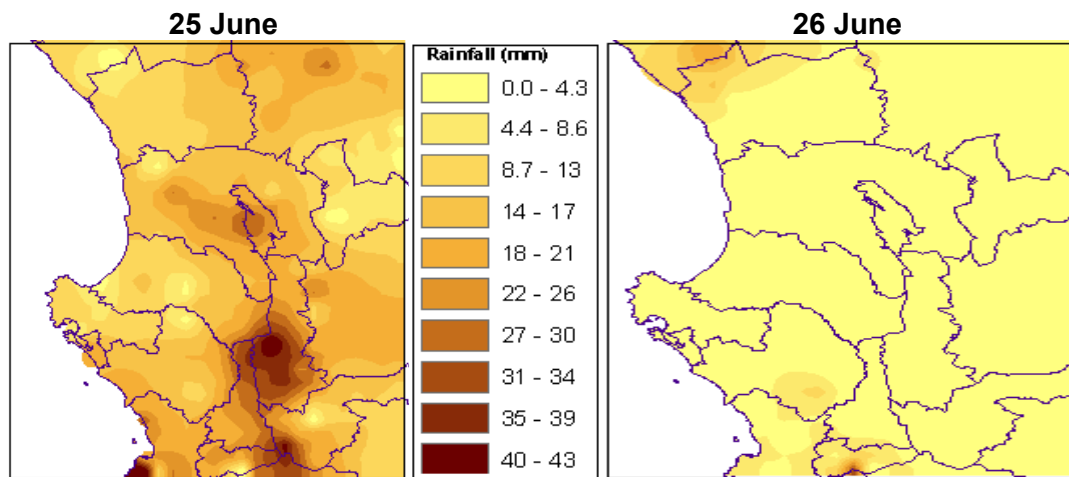 25 June
26 June
Rainfall (mm)
0.0 - 4.3
4.4 - 8.6
8.7 - 13
14 - 17
18 - 21
22 - 26
27 - 30
31 - 34
35 - 39
40 - 43